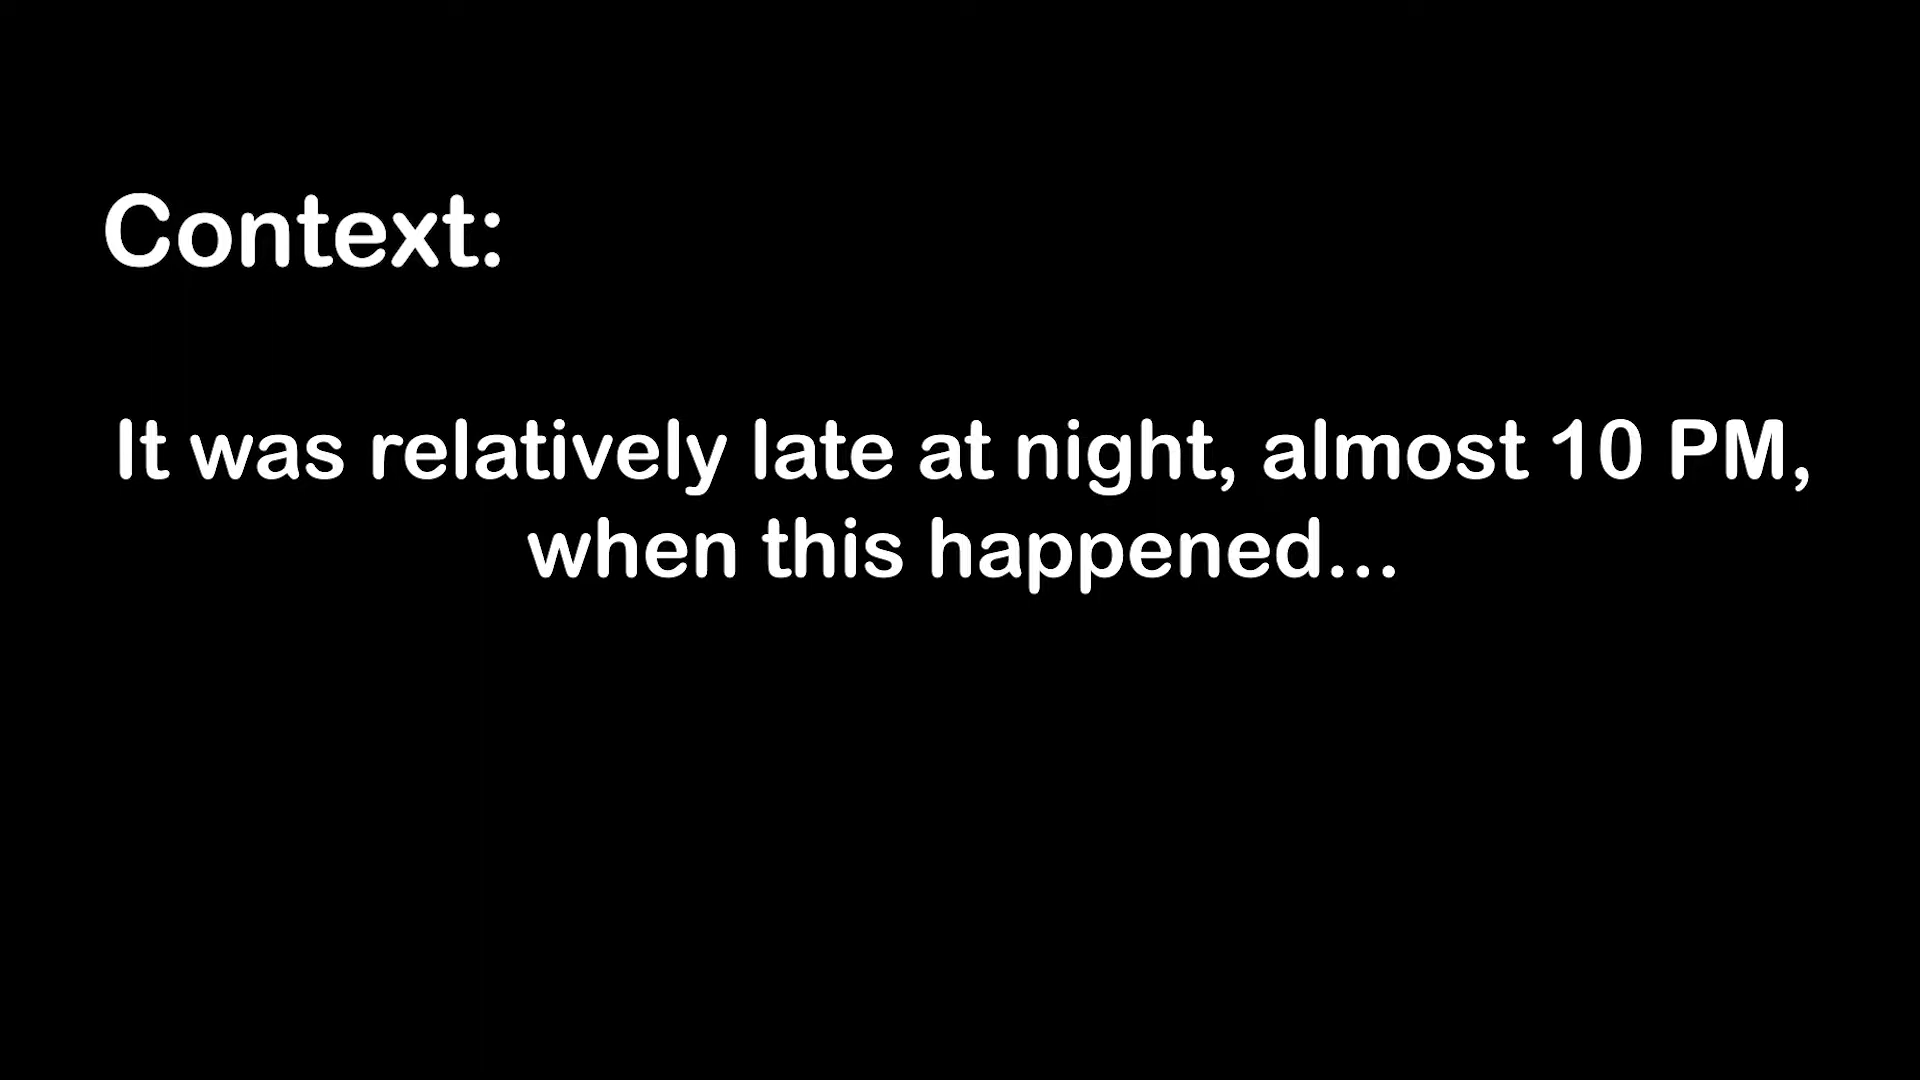 Context:
It was relatively late at night, almost 10 PM,
when this happened...